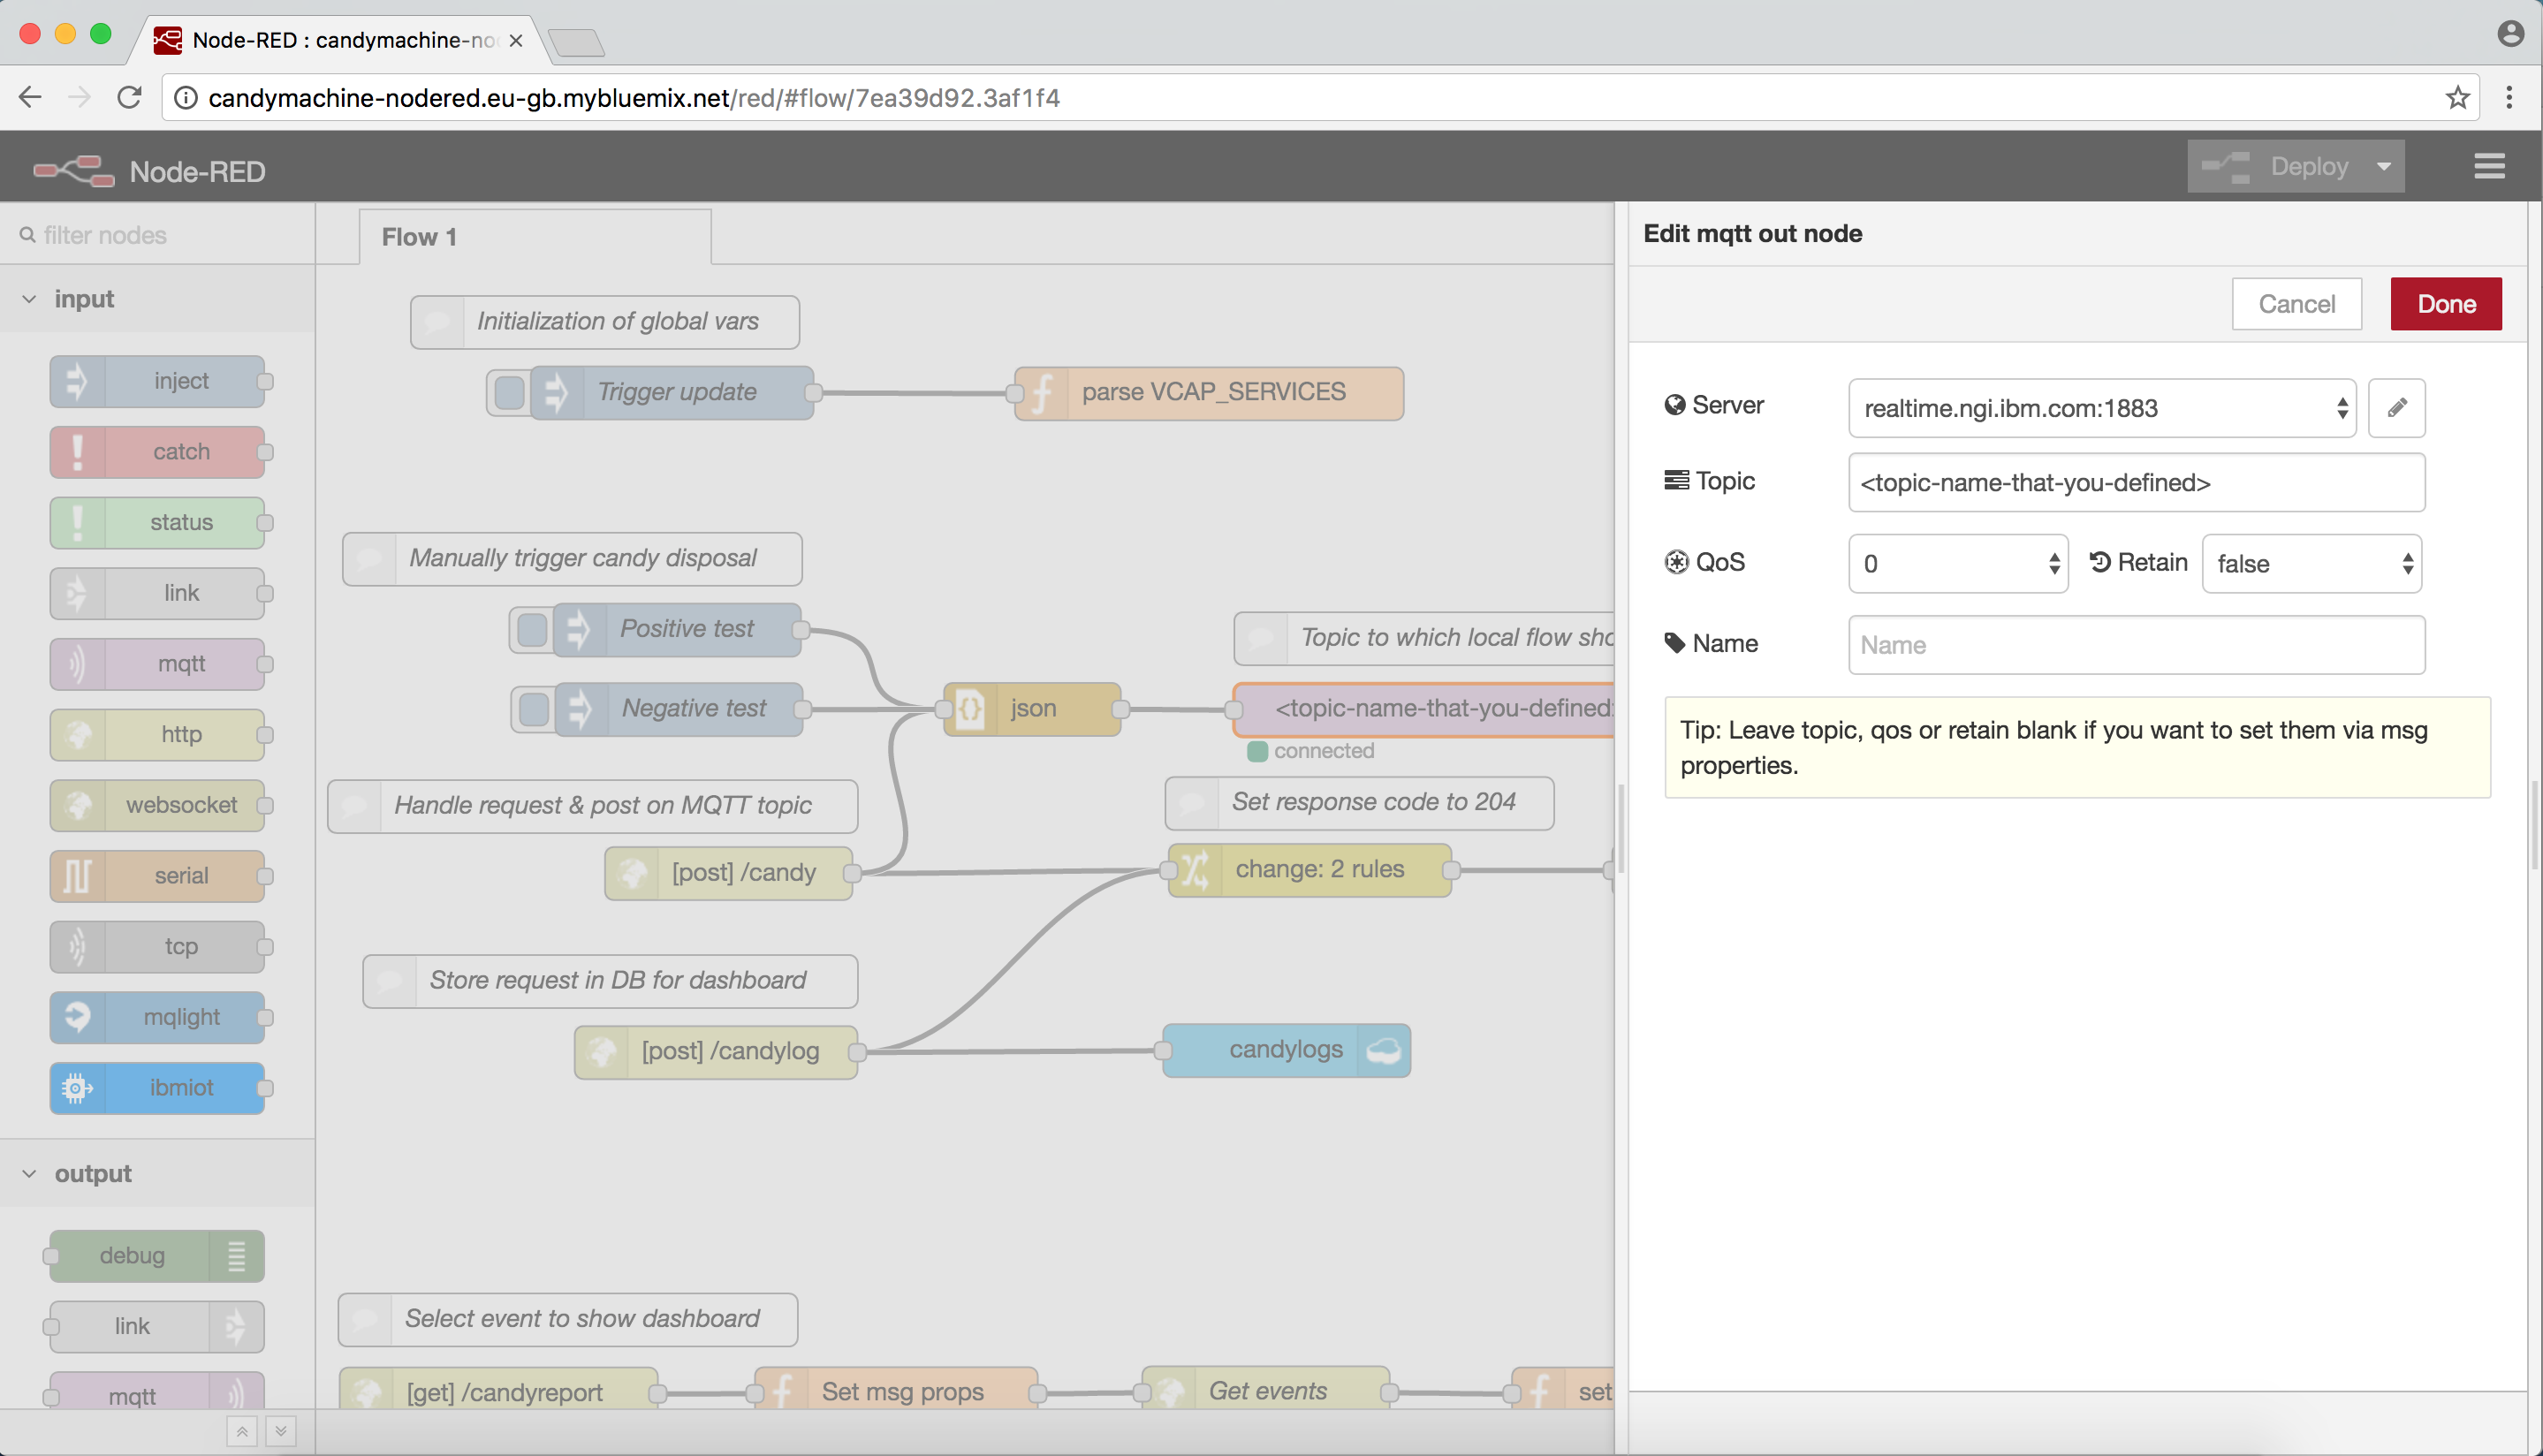 Node-RED : candymachine-no
candymachine-nodered.eu-gb.mybluemix.net/red/#flow/7ea39d92.3af1f4
Node-RED
Deploy
filter nodes
input
inject
catch
status
link
mqtt
http
websocket
serial
tcp
mqlight
ibmiot
output
debug
link
mqtt
Flow 1
Initialization of global vars
Trigger update
parse VCAP_SERVICES
Manually trigger candy disposal
Positive test
Topic to which local flow sho
Negative test
json
<topic-name-that-you-defined
connected
Handle request & post on MQTT topic
Set response code to 204
[post] /candy
change: 2 rules
Store request in DB for dashboard
[post] /candylog
candylogs
Select event to show dashboard
[get] /candyreport
Set msg props
Get events
set
Edit mqtt out node
Cancel
Done
Server
realtime.ngi.ibm.com:1883
Topic
<topic-name-that-you-defined>
QoS
0
Retain
false
Name
Name
Tip: Leave topic, qos or retain blank if you want to set them via msg
properties.